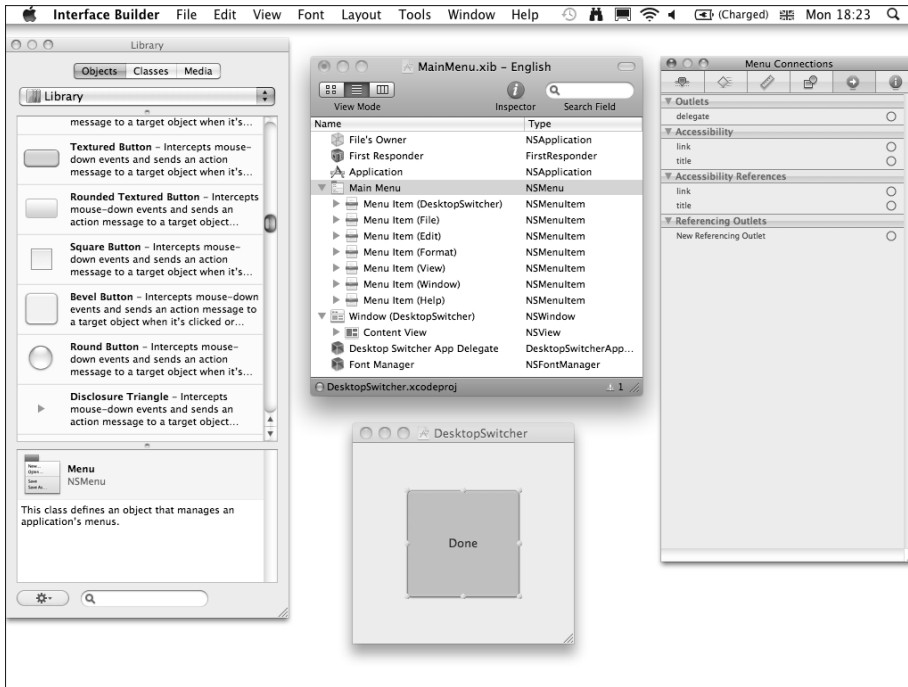 Interface Builder File Edit View Font Layout Tools Window Help (Charged) Mon 18:23
Library
Objects Classes Media
Library
message to a target object when it's...
Textured Button – Intercepts mouse-
down events and sends an action
message to a target object when it's...
Rounded Textured Button – Intercepts
mouse-down events and sends an
action message to a target object...
Square Button – Intercepts mouse-
down events and sends an action
message to a target object when it's...
Bevel Button – Intercepts mouse-down
events and sends an action message to
a target object when it's clicked or...
Round Button – Intercepts mouse-
down events and sends an action
message to a target object when it's...
Disclosure Triangle – Intercepts
mouse-down events and sends an
action message to a target object...
New...
Open...
Save
Save As...
Menu
NSMenu
This class defines an object that manages an
application's menus.
MainMenu.xib – English
View Mode Inspector Search Field
Name Type
File's Owner NSApplication
First Responder FirstResponder
Application NSApplication
Main Menu NSMenu
Menu Item (DesktopSwitcher) NSMenuItem
Menu Item (File) NSMenuItem
Menu Item (Edit) NSMenuItem
Menu Item (Format) NSMenuItem
Menu Item (View) NSMenuItem
Menu Item (Window) NSMenuItem
Menu Item (Help) NSMenuItem
Window (DesktopSwitcher) NSWindow
Content View NSView
Desktop Switcher App Delegate DesktopSwitcherApp...
Font Manager NSFontManager
DesktopSwitcher.xcodeproj 1
DesktopSwitcher
Done
Menu Connections
Outlets
delegate
Accessibility
link
title
Accessibility References
link
title
Referencing Outlets
New Referencing Outlet